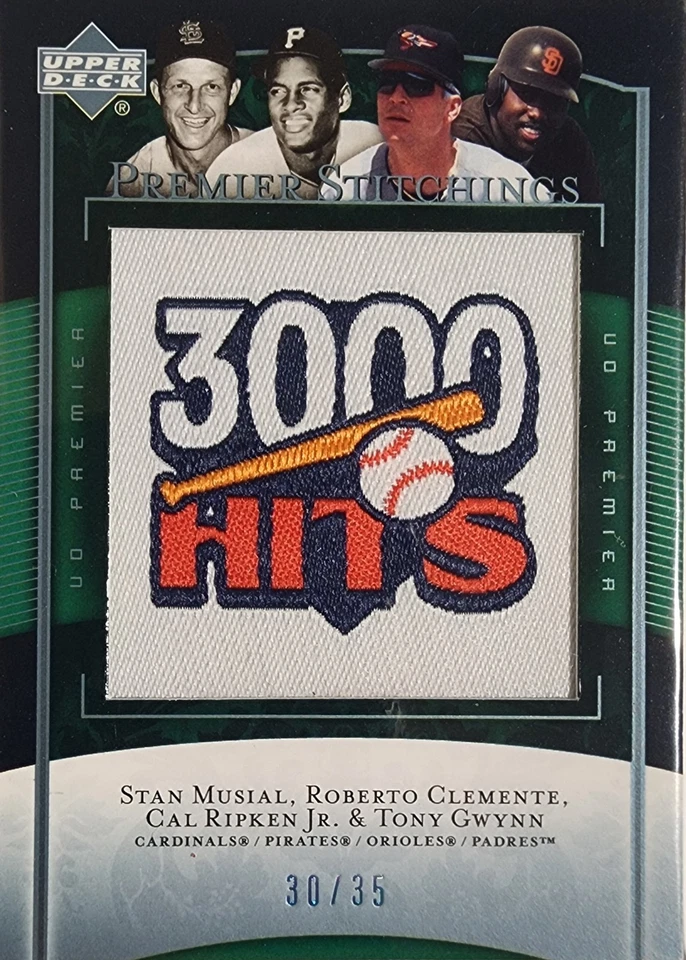 UPPER
D·E·C·K
®
P
SD
PREMIER STITCHINGS
UD PREMIER
UD PREMIER
3000
HITS
STAN MUSIAL, ROBERTO CLEMENTE,
CAL RIPKEN JR. & TONY GWYNN
CARDINALS® / PIRATES® / ORIOLES® / PADRES™
30/35